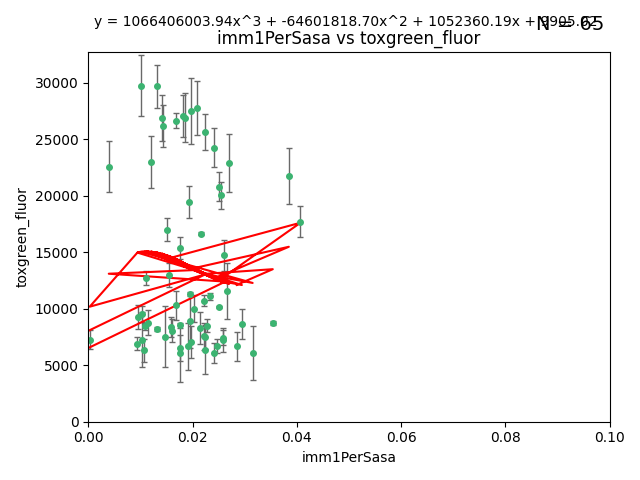 y = 1066406003.94x^3 + -64601818.70x^2 + 1052360.19x +
N = 65
imm1PerSasa vs toxgreen_fluor
30000
25000
20000
15000
10000
5000
0
toxgreen_fluor
0.00 0.02 0.04 0.06 0.08 0.10
imm1PerSasa